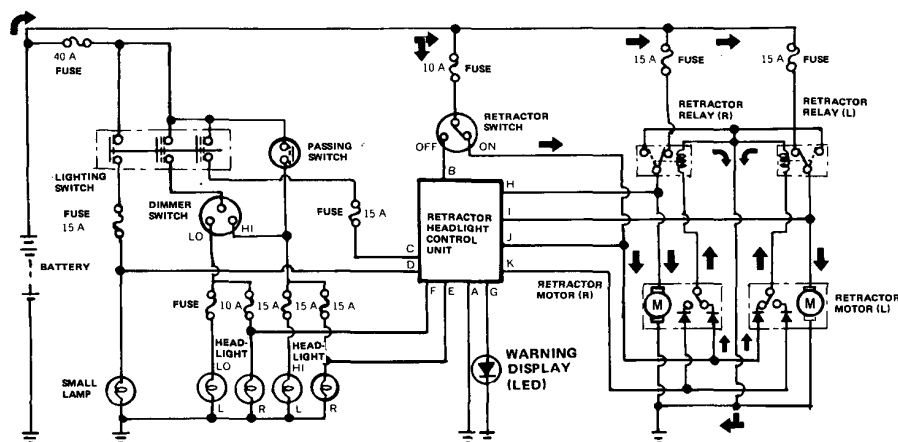 40 A
FUSE
10 A
FUSE
15 A
FUSE
15 A
FUSE
RETRACTOR
SWITCH
OFF
ON
RETRACTOR
RELAY (R)
RETRACTOR
RELAY (L)
PASSING
SWITCH
LIGHTING
SWITCH
DIMMER
SWITCH
LO
HI
FUSE
15 A
FUSE
15 A
B
RETRACTOR
HEADLIGHT
CONTROL
UNIT
H
I
J
K
C
D
F
E
A
G
BATTERY
RETRACTOR
MOTOR (R)
M
M
RETRACTOR
MOTOR (L)
FUSE
10 A
15 A
15 A
15 A
HEAD-
LIGHT
LO
HEAD-
LIGHT
HI
L
R
L
R
SMALL
LAMP
WARNING
DISPLAY
(LED)